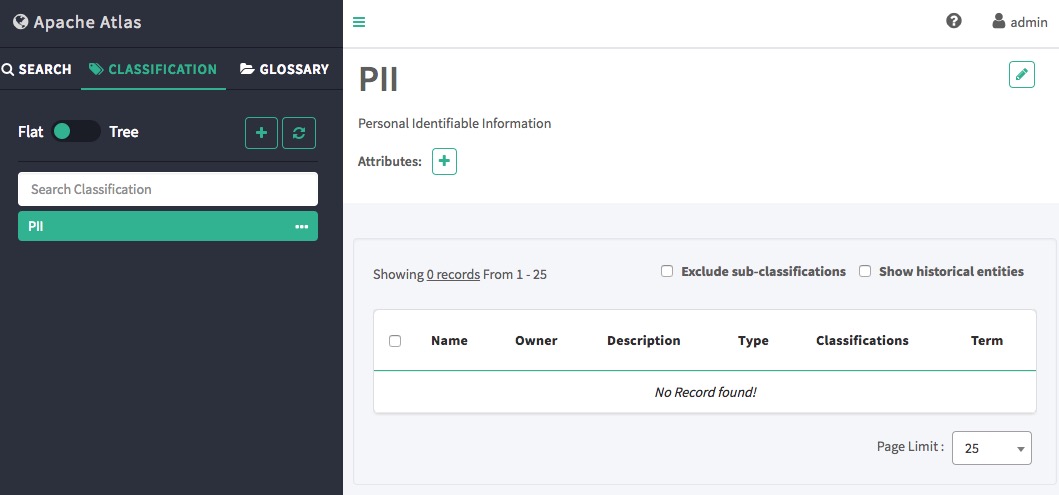 Apache Atlas
admin
SEARCH CLASSIFICATION GLOSSARY
Flat Tree
Search Classification
PII
PII
Personal Identifiable Information
Attributes:
Showing 0 records From 1 - 25
Exclude sub-classifications Show historical entities
Name Owner Description Type Classifications Term
No Record found!
Page Limit : 25